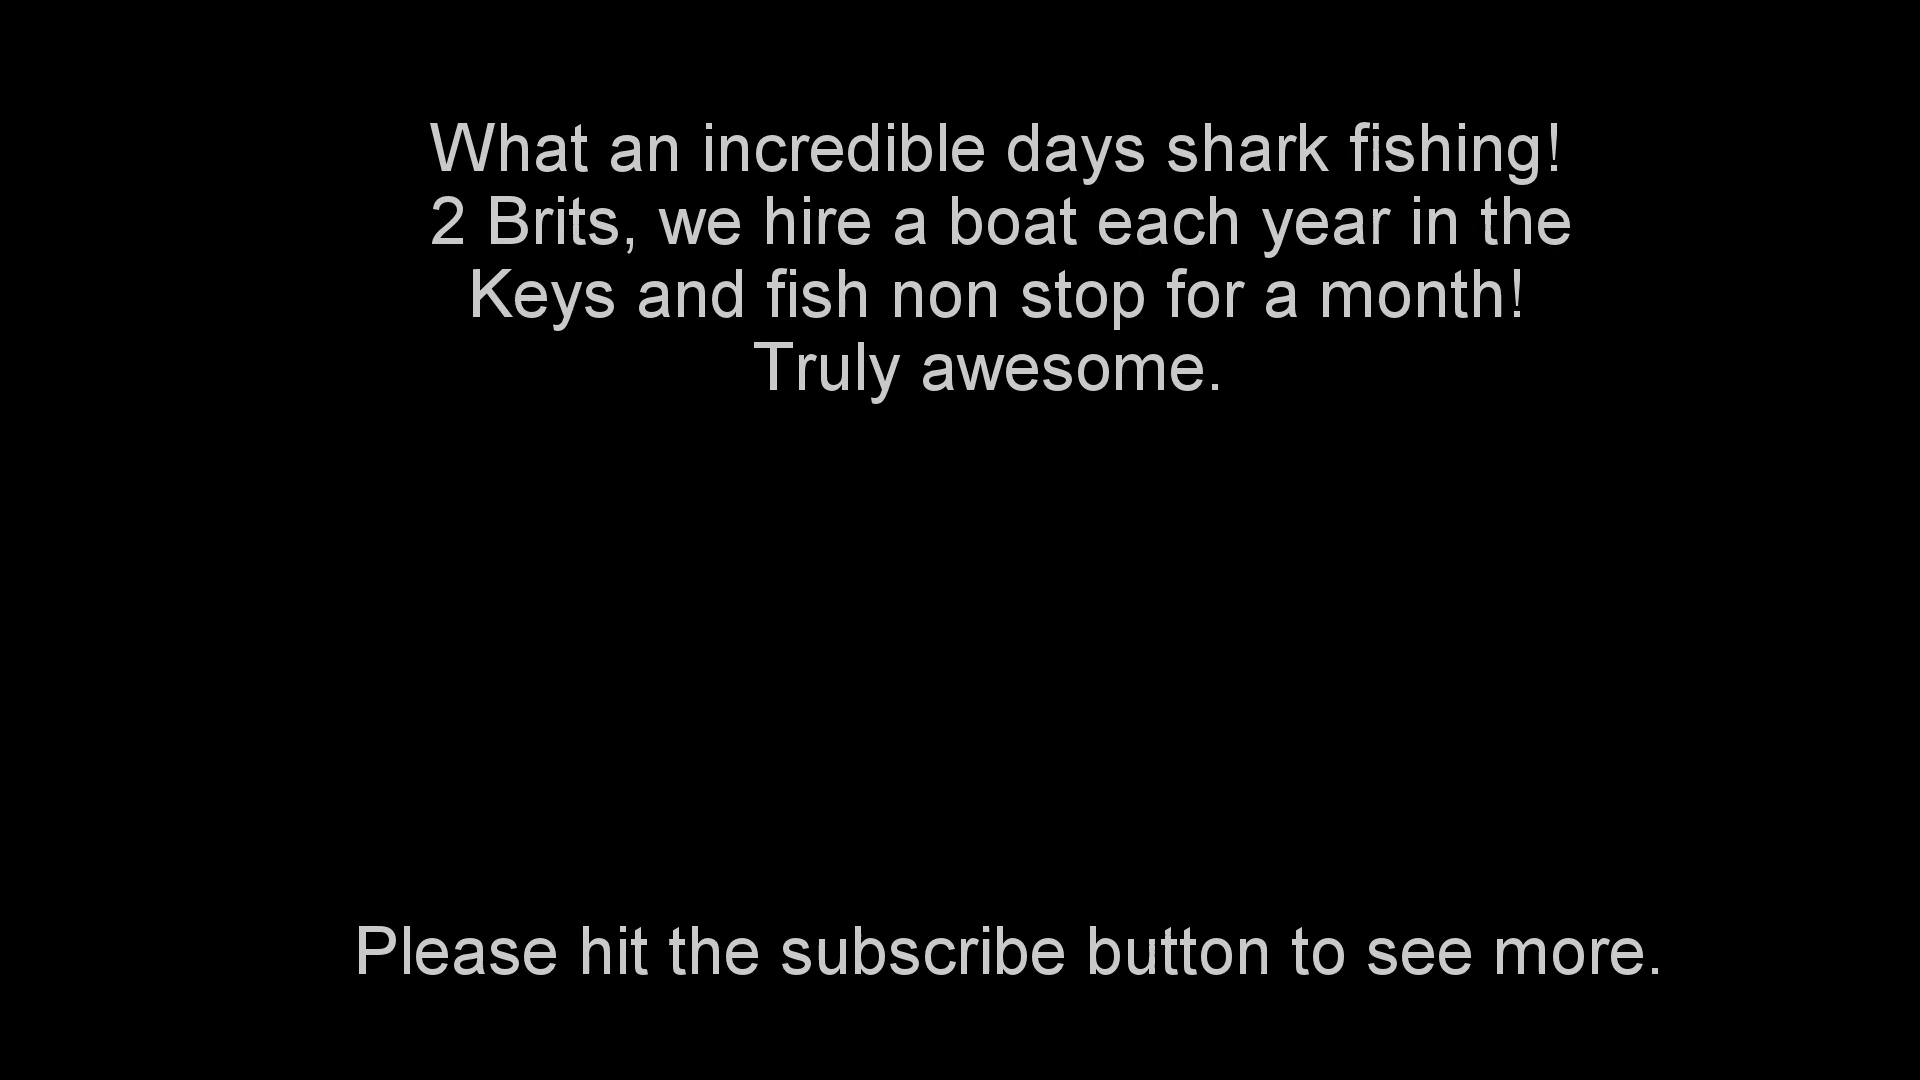 What an incredible days shark fishing!
2 Brits, we hire a boat each year in the
Keys and fish non stop for a month!
Truly awesome.
Please hit the subscribe button to see more.